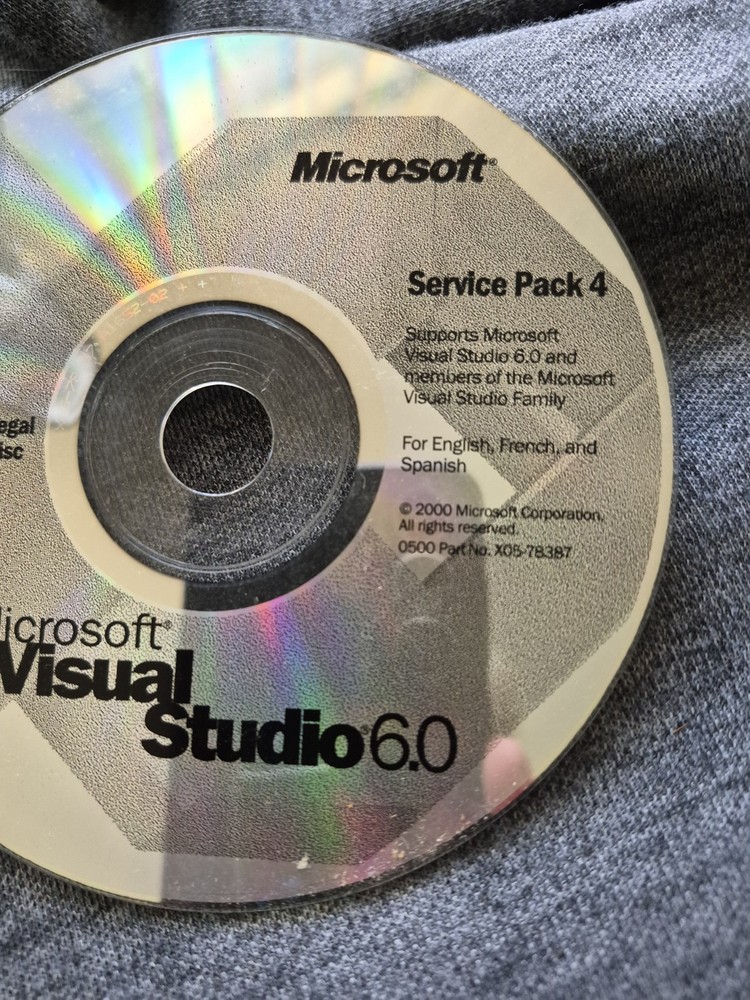 Microsoft®
Service Pack 4
Supports Microsoft
Visual Studio 6.0 and
members of the Microsoft
Visual Studio Family
egal
isc
For English, French, and
Spanish
© 2000 Microsoft Corporation.
All rights reserved.
0500 Part No. X05-78387
icrosoft®
Visual
Studio 6.0